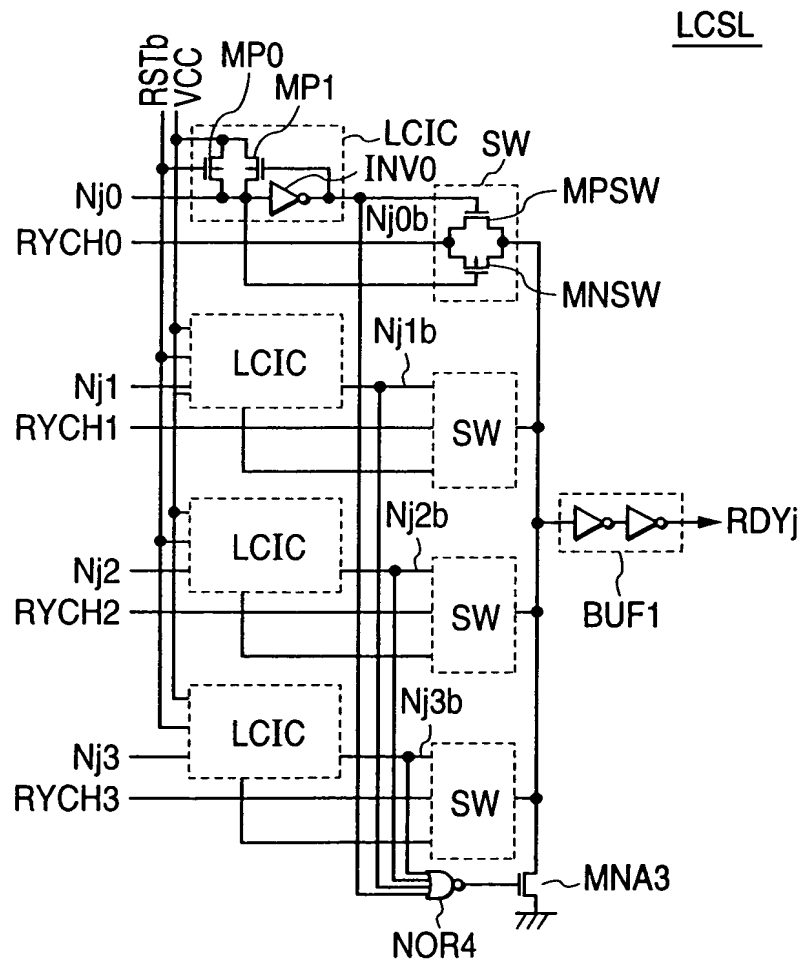 LCSL
RSTb
VCC
MP0
MP1
LCIC
INV0
SW
MPSW
Nj0
Nj0b
RYCH0
MNSW
Nj1b
LCIC
Nj1
RYCH1
SW
Nj2b
LCIC
RDYj
Nj2
RYCH2
SW
BUF1
Nj3b
LCIC
Nj3
RYCH3
SW
MNA3
NOR4